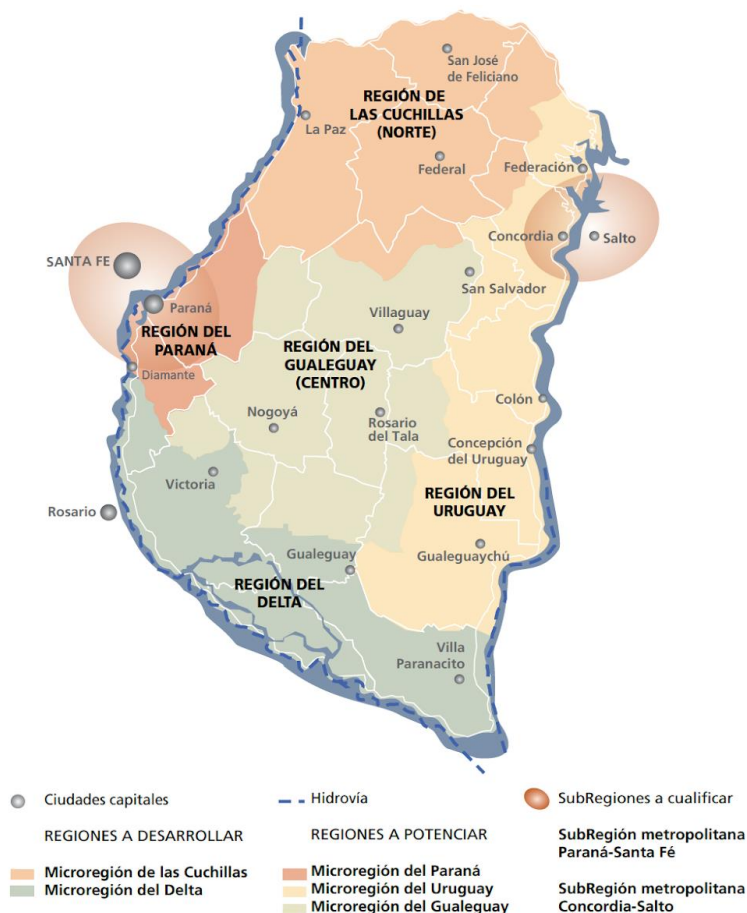 San José
de Feliciano
REGIÓN DE
LAS CUCHILLAS
(NORTE)
La Paz
Federal
Federación
Concordia
Salto
SANTA FE
San Salvador
Paraná
Villaguay
REGIÓN DEL
PARANÁ
REGIÓN DEL
GUALEGUAY
(CENTRO)
Diamante
Colón
Nogoyá
Rosario
del Tala
Concepción
del Uruguay
Victoria
REGIÓN DEL
URUGUAY
Rosario
Gualeguay
Gualeguaychú
REGIÓN DEL
DELTA
Villa
Paranacito
Ciudades capitales
Hidrovía
SubRegiones a cualificar
REGIONES A DESARROLLAR
REGIONES A POTENCIAR
SubRegión metropolitana
Paraná-Santa Fé
Microregión de las Cuchillas
Microregión del Delta
Microregión del Paraná
Microregión del Uruguay
Microregión del Gualeguay
SubRegión metropolitana
Concordia-Salto